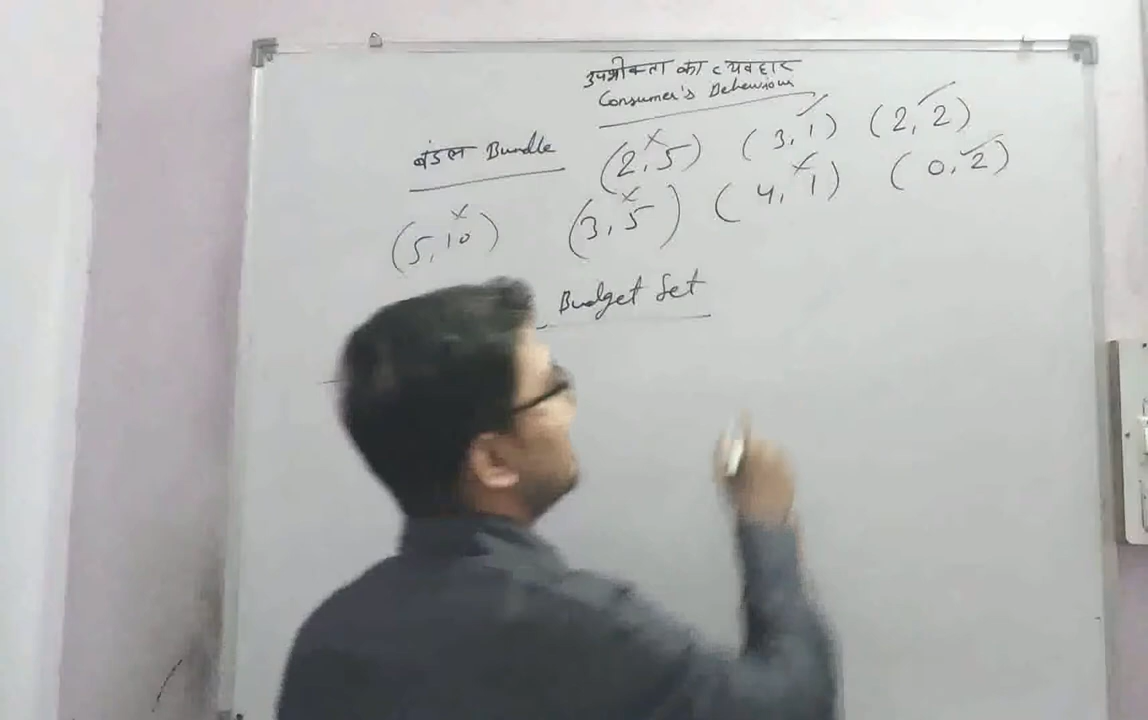 उपभोक्ता का व्यवहार
Consumer's Behaviour
बंडल Bundle (2,5) × (3,1) ✓ (2,2) ✓
(5,10) × (3,5) × (4,1) × (0,2) ✓
Budget Set